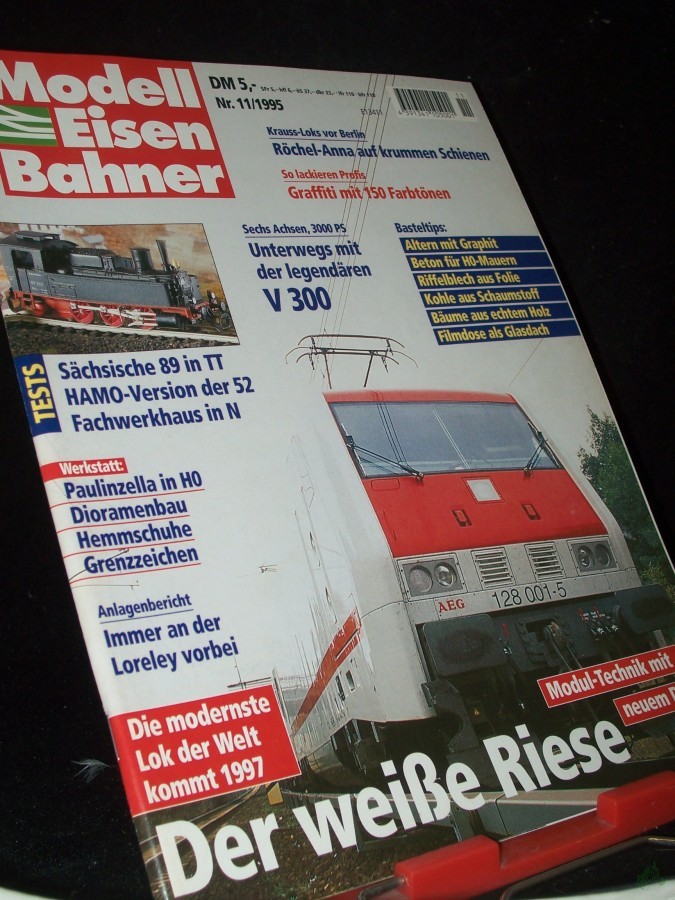 Modell
Eisen
Bahner
DM 5,-
Nr. 11/1995
Krauss-Loks vor Berlin
Röchel-Anna auf krummen Schienen
So lackieren Profis
Graffiti mit 150 Farbtönen
Sechs Achsen, 3000 PS
Unterwegs mit
der legendären
V 300
Basteltips:
Altern mit Graphit
Beton für H0-Mauern
Riffelblech aus Folie
Kohle aus Schaumstoff
Bäume aus echtem Holz
Filmdose als Glasdach
TESTS
Sächsische 89 in TT
HAMO-Version der 52
Fachwerkhaus in N
Werkstatt:
Paulinzella in H0
Dioramenbau
Hemmschuhe
Grenzzeichen
Anlagenbericht
Immer an der
Loreley vorbei
AEG
128 001-5
Die modernste
Lok der Welt
kommt 1997
Modul-Technik mit
neuem
Der weiße Riese